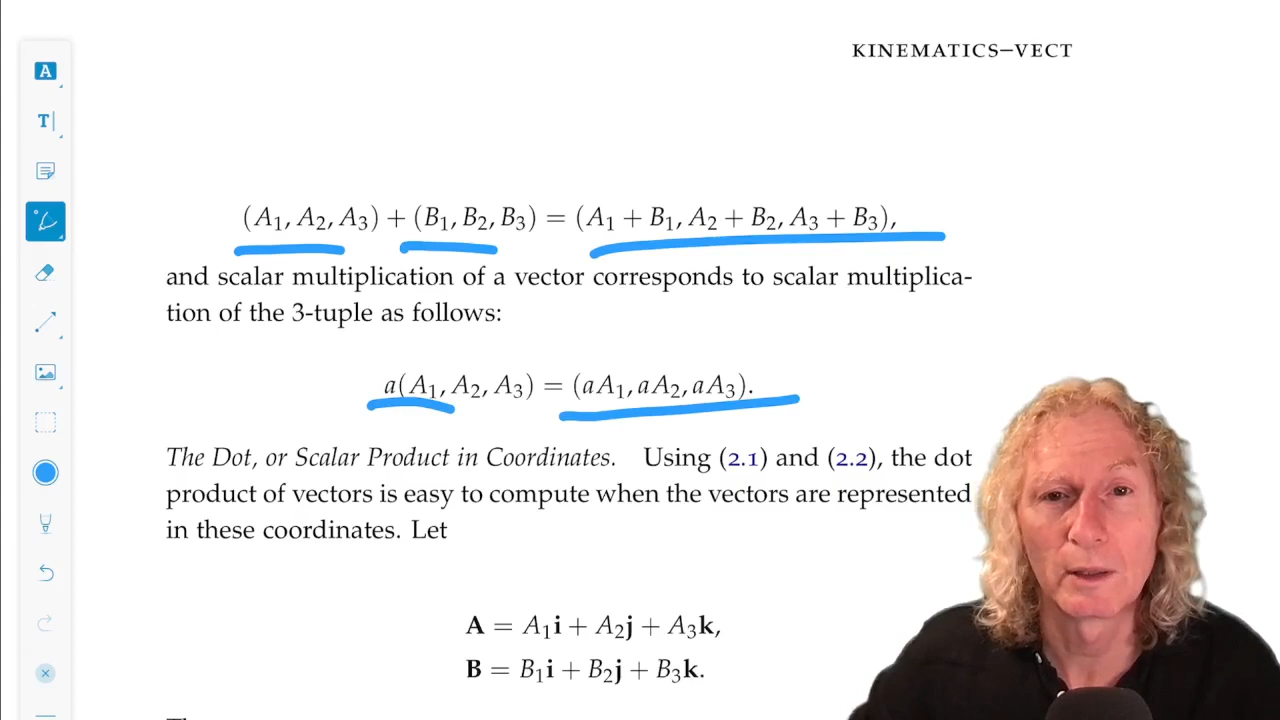 KINEMATICS–VECT
A
T|
(A₁, A₂, A₃) + (B₁, B₂, B₃) = (A₁ + B₁, A₂ + B₂, A₃ + B₃),
and scalar multiplication of a vector corresponds to scalar multiplica-
tion of the 3-tuple as follows:
a(A₁, A₂, A₃) = (aA₁, aA₂, aA₃).
The Dot, or Scalar Product in Coordinates. Using (2.1) and (2.2), the dot
product of vectors is easy to compute when the vectors are represented
in these coordinates. Let
A = A₁i + A₂j + A₃k,
B = B₁i + B₂j + B₃k.